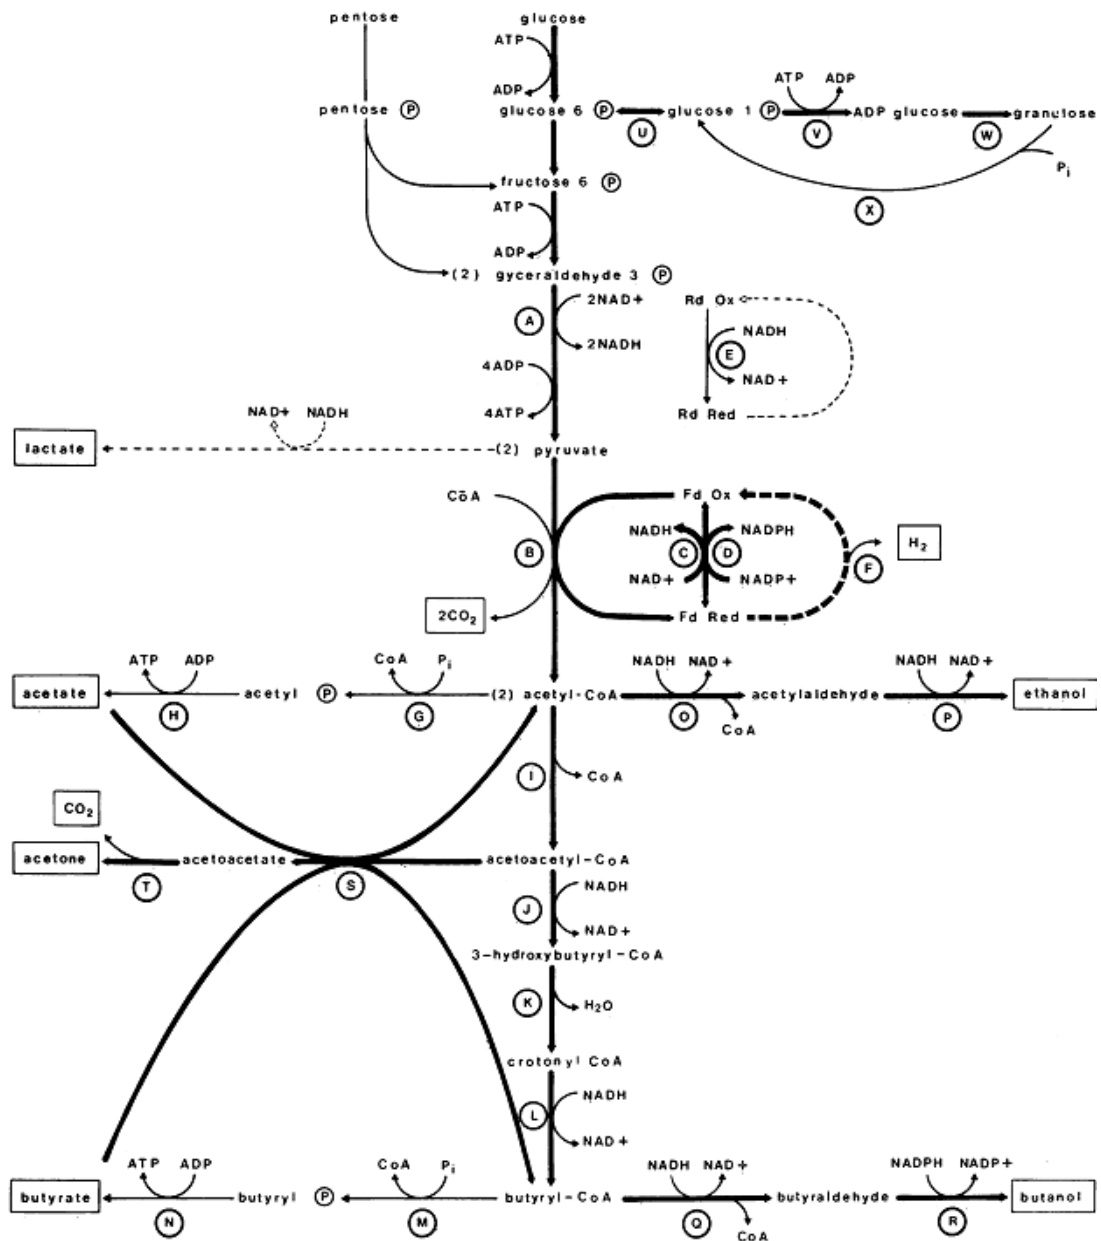 pentose glucose
ATP
ATP ADP
ADP
pentose P glucose 6 P glucose 1 P ADP glucose granulose
U V W
Pi
fructose 6 P
ATP X
ADP
(2) gyceraldehyde 3 P
2NAD+ Rd Ox
A
NADH
2NADH E
4ADP NAD+
4ATP Rd Red
NAD+ NADH
lactate (2) pyruvate
CoA Fd Ox
NADH NADPH H2
B C D F
NAD+ NADP+
2CO2 Fd Red
ATP ADP CoA Pi NADH NAD+ NADH NAD+
acetate acetyl P (2) acetyl-CoA acetylaldehyde ethanol
H G O CoA P
I CoA
CO2
acetone acetoacetate acetoacetyl-CoA
T S NADH
J
NAD+
3-hydroxybutyryl-CoA
K H2O
crotonyl CoA
NADH
L
NAD+
ATP ADP CoA Pi NADH NAD+ NADPH NADP+
butyrate butyryl P butyryl-CoA butyraldehyde butanol
N M Q CoA R